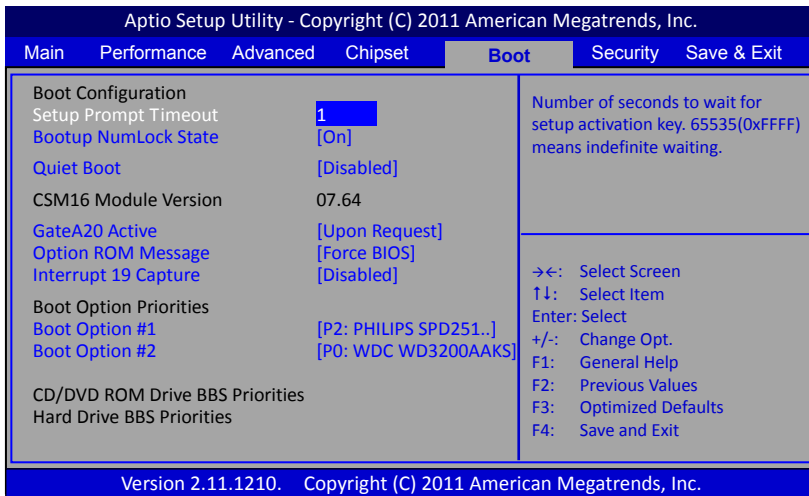 Aptio Setup Utility - Copyright (C) 2011 American Megatrends, Inc.
Main Performance Advanced Chipset Boot Security Save & Exit
Boot Configuration
Setup Prompt Timeout 1
Bootup NumLock State [On]
Quiet Boot [Disabled]
CSM16 Module Version 07.64
GateA20 Active [Upon Request]
Option ROM Message [Force BIOS]
Interrupt 19 Capture [Disabled]
Boot Option Priorities
Boot Option #1 [P2: PHILIPS SPD251..]
Boot Option #2 [P0: WDC WD3200AAKS]
CD/DVD ROM Drive BBS Priorities
Hard Drive BBS Priorities
Number of seconds to wait for
setup activation key. 65535(0xFFFF)
means indefinite waiting.
→←: Select Screen
↑↓: Select Item
Enter: Select
+/-: Change Opt.
F1: General Help
F2: Previous Values
F3: Optimized Defaults
F4: Save and Exit
Version 2.11.1210. Copyright (C) 2011 American Megatrends, Inc.